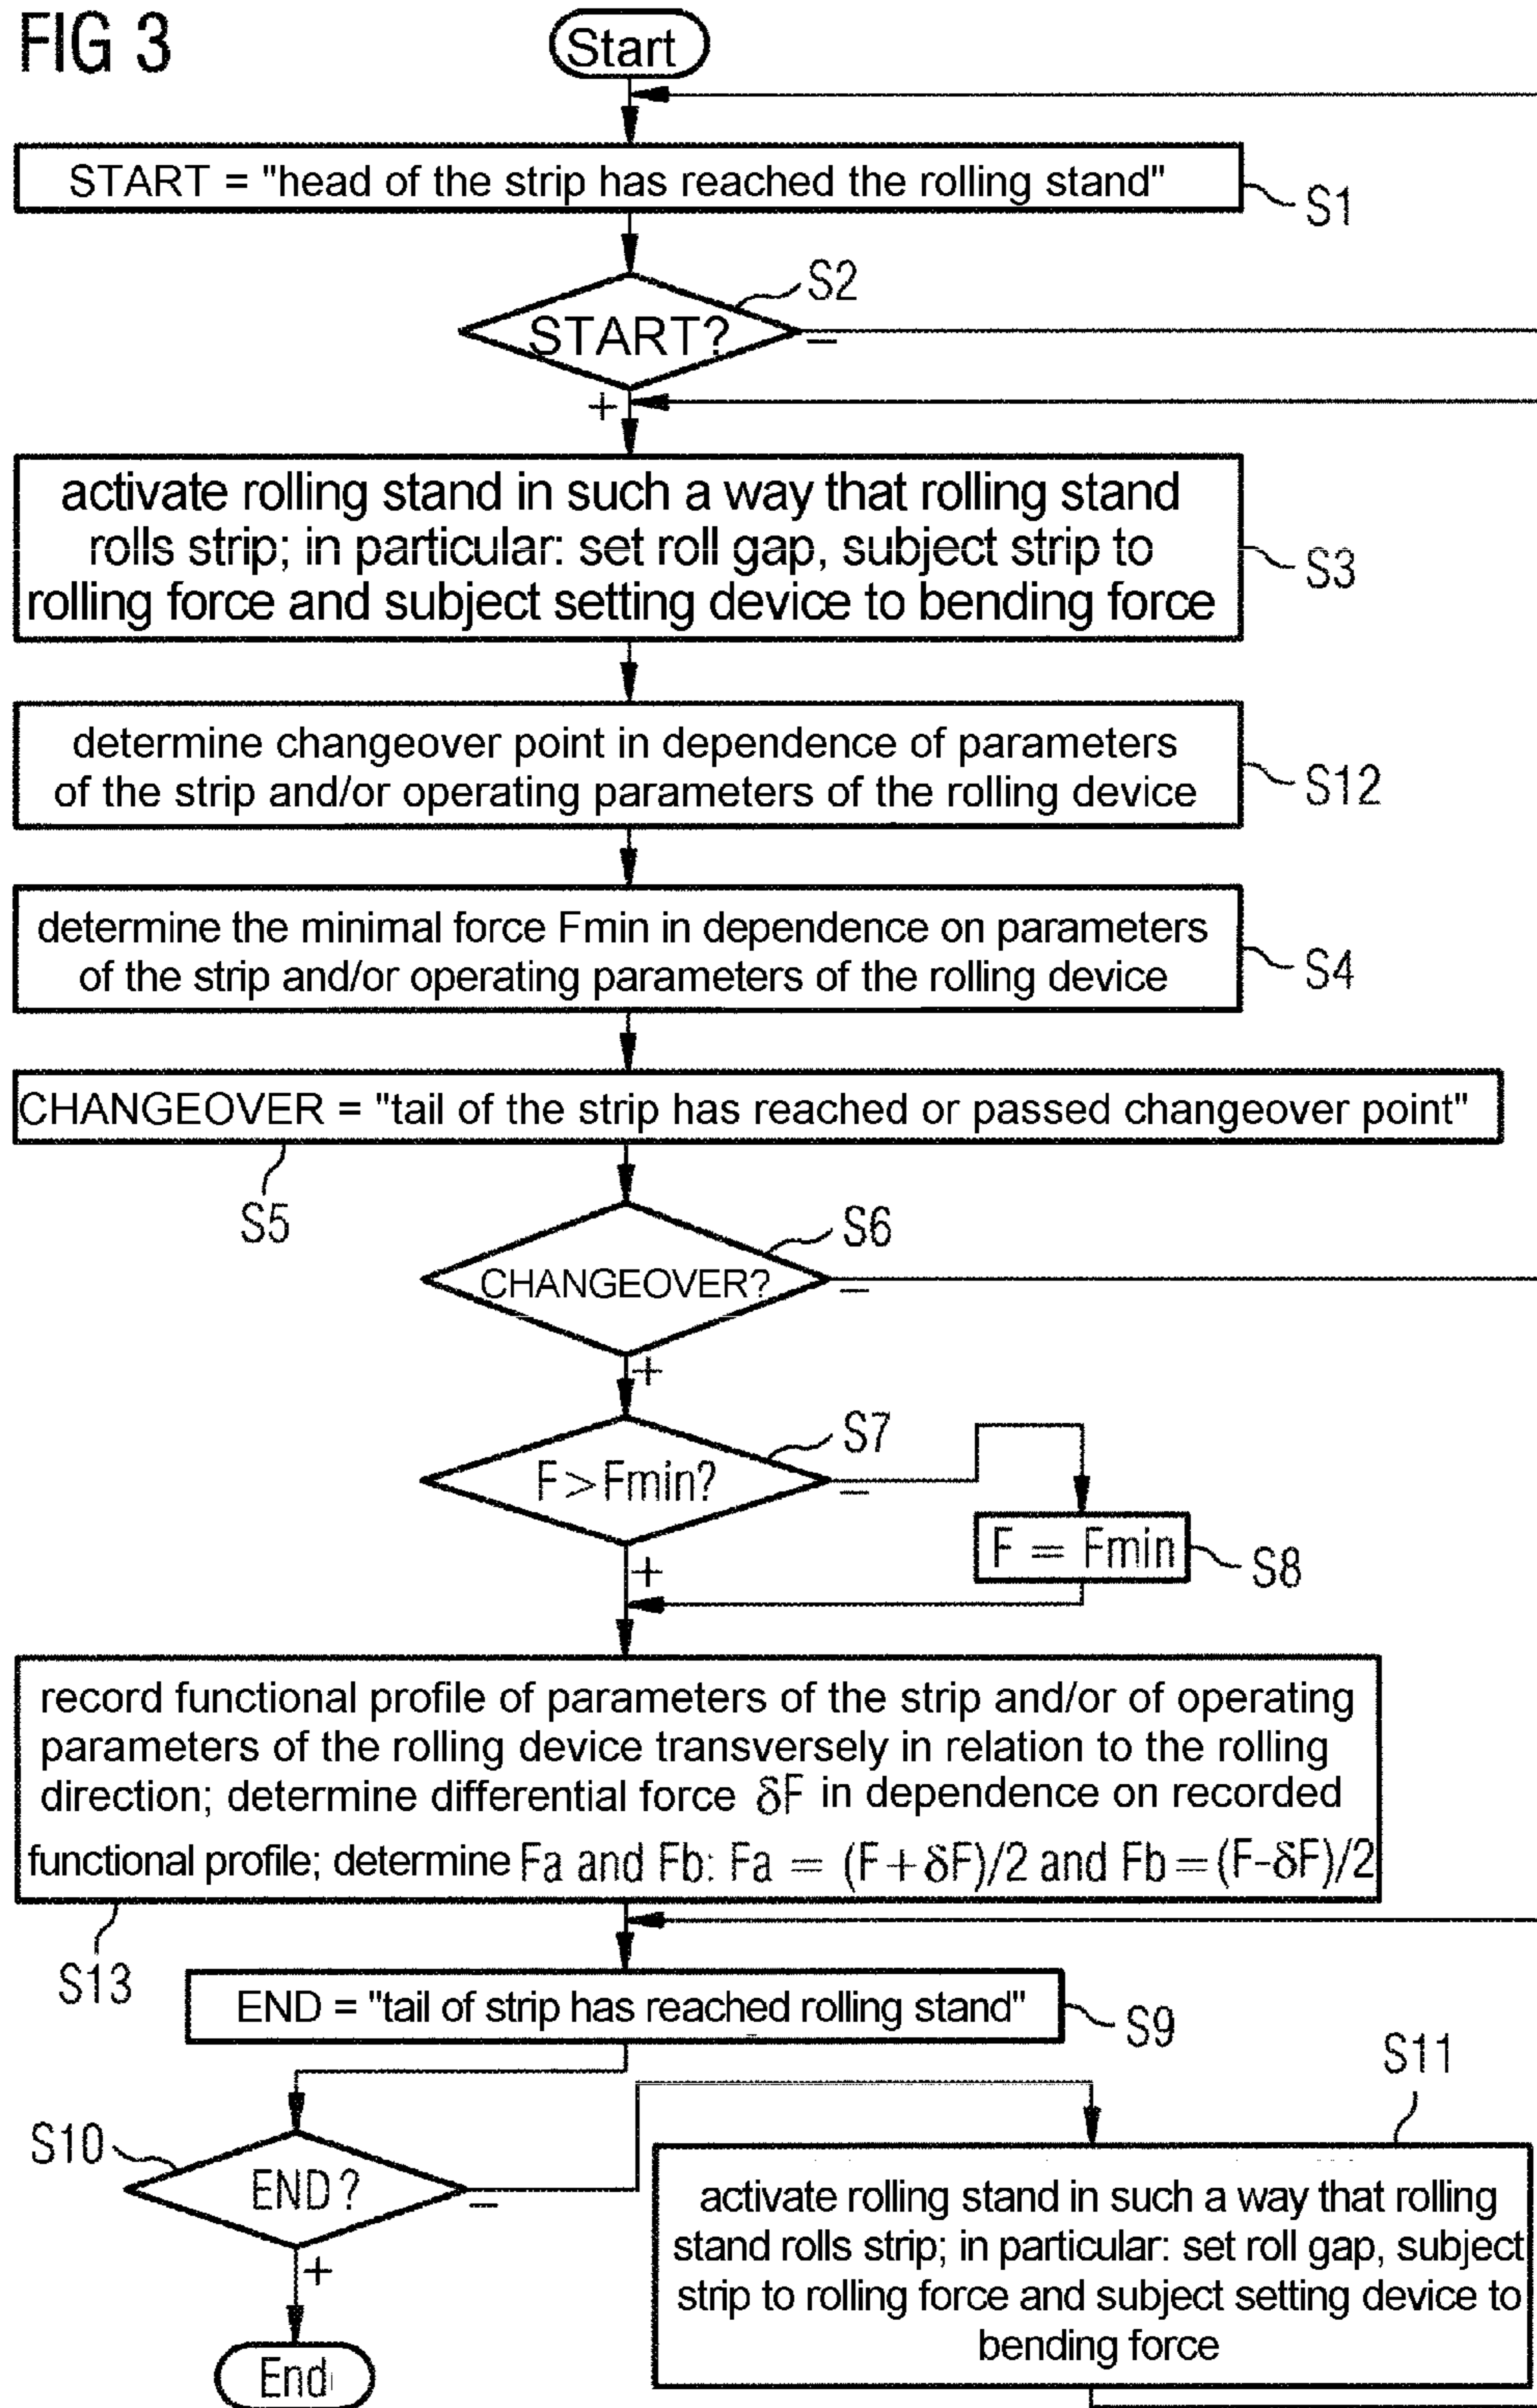 FIG 3
Start
START = "head of the strip has reached the rolling stand"
S1
S2
START?
−
+
activate rolling stand in such a way that rolling stand
rolls strip; in particular: set roll gap, subject strip to
rolling force and subject setting device to bending force
S3
determine changeover point in dependence of parameters
of the strip and/or operating parameters of the rolling device
S12
determine the minimal force Fmin in dependence on parameters
of the strip and/or operating parameters of the rolling device
S4
CHANGEOVER = "tail of the strip has reached or passed changeover point"
S5
S6
CHANGEOVER?
−
+
S7
F > Fmin?
−
F = Fmin
S8
+
record functional profile of parameters of the strip and/or of operating
parameters of the rolling device transversely in relation to the rolling
direction; determine differential force δF in dependence on recorded
functional profile; determine Fa and Fb: Fa = (F+δF)/2 and Fb = (F-δF)/2
S13
END = "tail of strip has reached rolling stand"
S9
S11
S10
END?
−
activate rolling stand in such a way that rolling
stand rolls strip; in particular: set roll gap, subject
strip to rolling force and subject setting device to
bending force
+
End